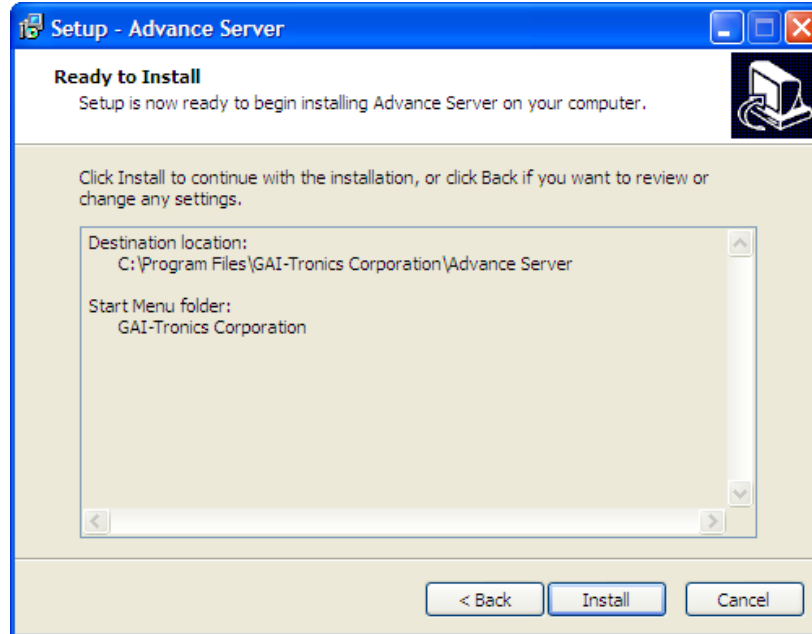 Setup - Advance Server
Ready to Install
Setup is now ready to begin installing Advance Server on your computer.
Click Install to continue with the installation, or click Back if you want to review or
change any settings.
Destination location:
C:\Program Files\GAI-Tronics Corporation\Advance Server
Start Menu folder:
GAI-Tronics Corporation
< Back
Install
Cancel